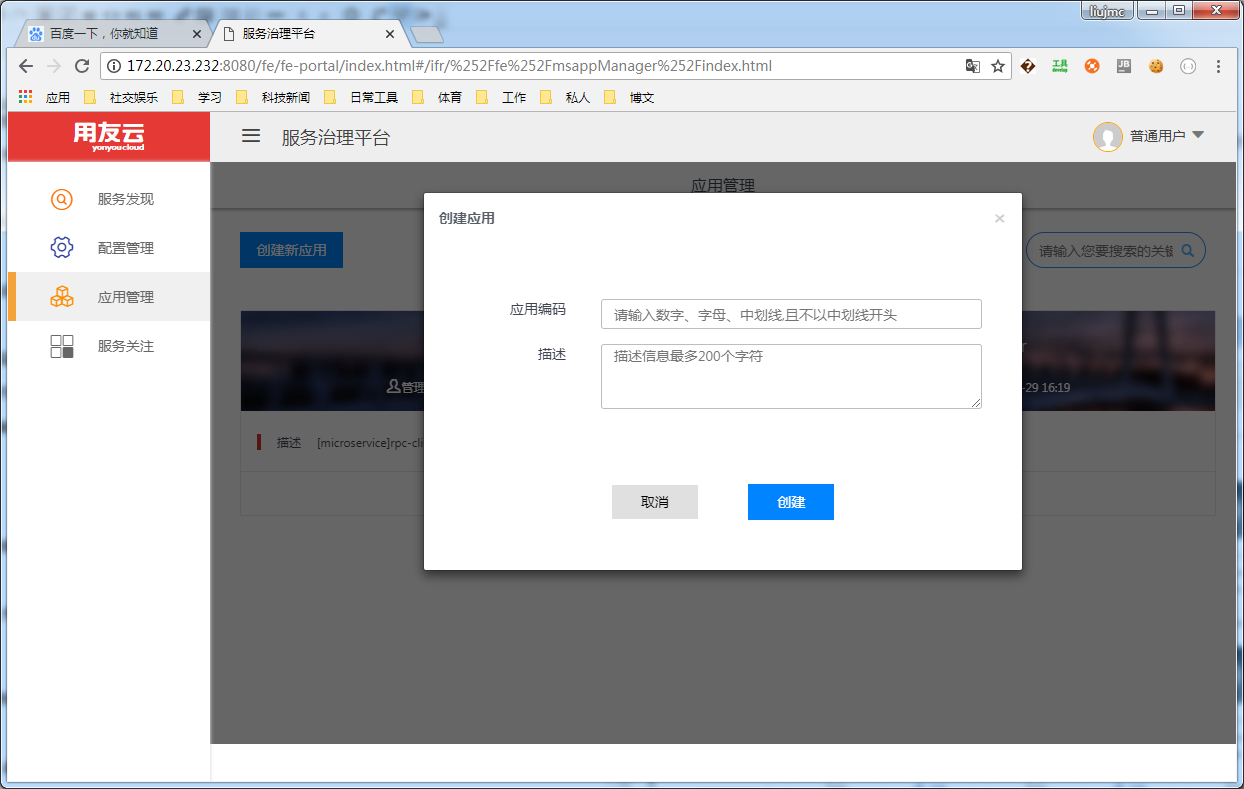 liujmc
百度一下，你就知道
服务治理平台
172.20.23.232:8080/fe/fe-portal/index.html#/ifr/%252Ffe%252FmsappManager%252Findex.html
应用 社交娱乐 学习 科技新闻 日常工具 体育 工作 私人 博文
用友云
yonyoucloud
服务治理平台
普通用户
服务发现
配置管理
应用管理
服务关注
应用管理
创建新应用
请输入您要搜索的关键
管理
-29 16:19
描述 [microservice]rpc-cli
创建应用
×
应用编码
请输入数字、字母、中划线,且不以中划线开头
描述
描述信息最多200个字符
取消
创建